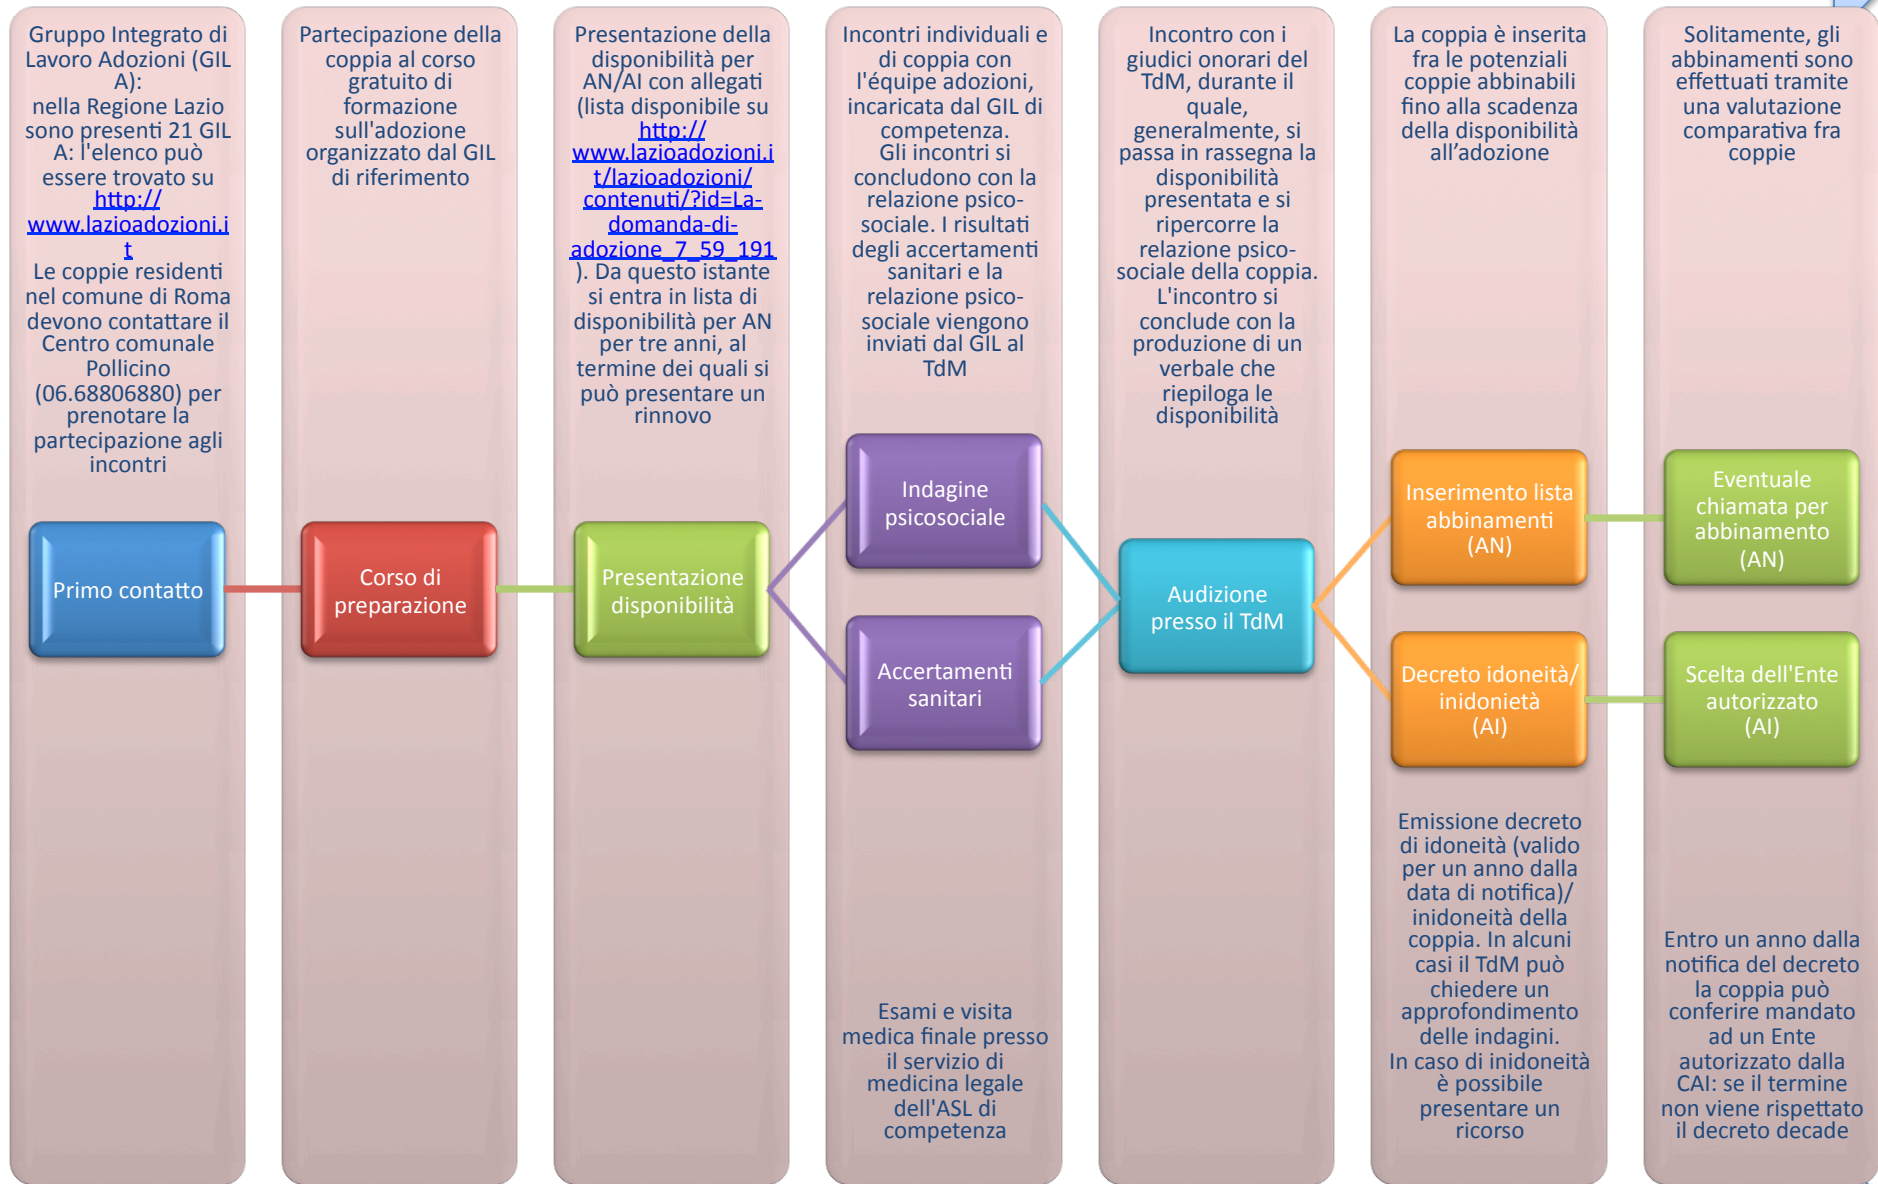 Gruppo Integrato di
Lavoro Adozioni (GIL
A):
nella Regione Lazio
sono presenti 21 GIL
A: l'elenco può
essere trovato su
http://
www.lazioadozioni.i
t
Le coppie residenti
nel comune di Roma
devono contattare il
Centro comunale
Pollicino
(06.68806880) per
prenotare la
partecipazione agli
incontri
Primo contatto
Partecipazione della
coppia al corso
gratuito di
formazione
sull'adozione
organizzato dal GIL
di riferimento
Corso di
preparazione
Presentazione della
disponibilità per
AN/AI con allegati
(lista disponibile su
http://
www.lazioadozioni.i
t/lazioadozioni/
contenuti/?id=La-
domanda-di-
adozione_7_59_191
). Da questo istante
si entra in lista di
disponibilità per AN
per tre anni, al
termine dei quali si
può presentare un
rinnovo
Presentazione
disponibilità
Incontri individuali e
di coppia con
l'équipe adozioni,
incaricata dal GIL di
competenza.
Gli incontri si
concludono con la
relazione psico-
sociale. I risultati
degli accertamenti
sanitari e la
relazione psico-
sociale viengono
inviati dal GIL al
TdM
Indagine
psicosociale
Accertamenti
sanitari
Esami e visita
medica finale presso
il servizio di
medicina legale
dell'ASL di
competenza
Incontro con i
giudici onorari del
TdM, durante il
quale,
generalmente, si
passa in rassegna la
disponibilità
presentata e si
ripercorre la
relazione psico-
sociale della coppia.
L'incontro si
conclude con la
produzione di un
verbale che
riepiloga le
disponibilità
Audizione
presso il TdM
La coppia è inserita
fra le potenziali
coppie abbinabili
fino alla scadenza
della disponibilità
all’adozione
Inserimento lista
abbinamenti
(AN)
Decreto idoneità/
inidonietà
(AI)
Emissione decreto
di idoneità (valido
per un anno dalla
data di notifica)/
inidoneità della
coppia. In alcuni
casi il TdM può
chiedere un
approfondimento
delle indagini.
In caso di inidoneità
è possibile
presentare un
ricorso
Solitamente, gli
abbinamenti sono
effettuati tramite
una valutazione
comparativa fra
coppie
Eventuale
chiamata per
abbinamento
(AN)
Scelta dell'Ente
autorizzato
(AI)
Entro un anno dalla
notifica del decreto
la coppia può
conferire mandato
ad un Ente
autorizzato dalla
CAI: se il termine
non viene rispettato
il decreto decade